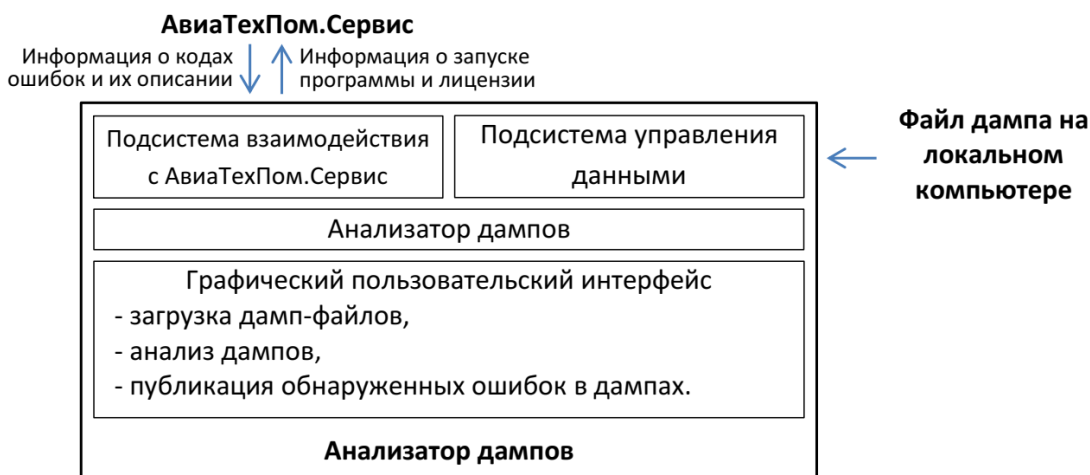 АвиаТехПом.Сервис
Информация о кодах
ошибок и их описании
Информация о запуске
программы и лицензии
Подсистема взаимодействия
с АвиаТехПом.Сервис
Подсистема управления
данными
Файл дампа на
локальном
компьютере
Анализатор дампов
Графический пользовательский интерфейс
- загрузка дамп-файлов,
- анализ дампов,
- публикация обнаруженных ошибок в дампах.
Анализатор дампов